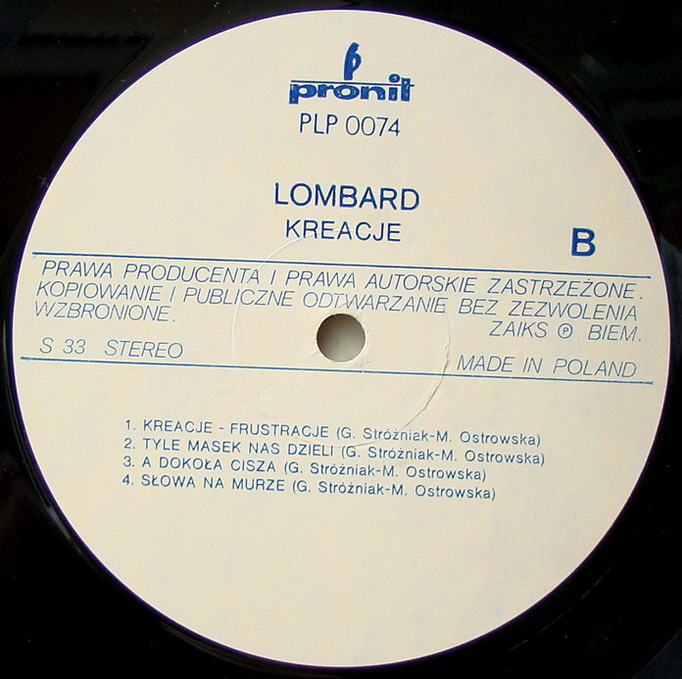 pronit
PLP 0074
LOMBARD
KREACJE
B
PRAWA PRODUCENTA I PRAWA AUTORSKIE ZASTRZEŻONE.
KOPIOWANIE I PUBLICZNE ODTWARZANIE BEZ ZEZWOLENIA
WZBRONIONE. ZAIKS Ⓟ BIEM.
S 33 STEREO MADE IN POLAND
1. KREACJE - FRUSTRACJE (G. Stróżniak-M. Ostrowska)
2. TYLE MASEK NAS DZIELI (G. Stróżniak-M. Ostrowska)
3. A DOKOŁA CISZA (G. Stróżniak-M. Ostrowska)
4. SŁOWA NA MURZE (G. Stróżniak-M. Ostrowska)